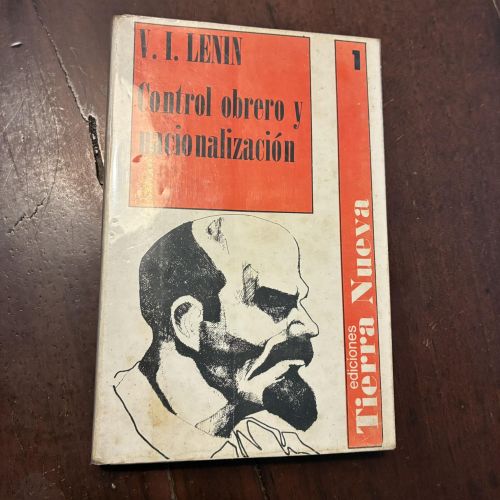 V. I. LENIN
Control obrero y
nacionalización
1
ediciones
Tierra Nueva